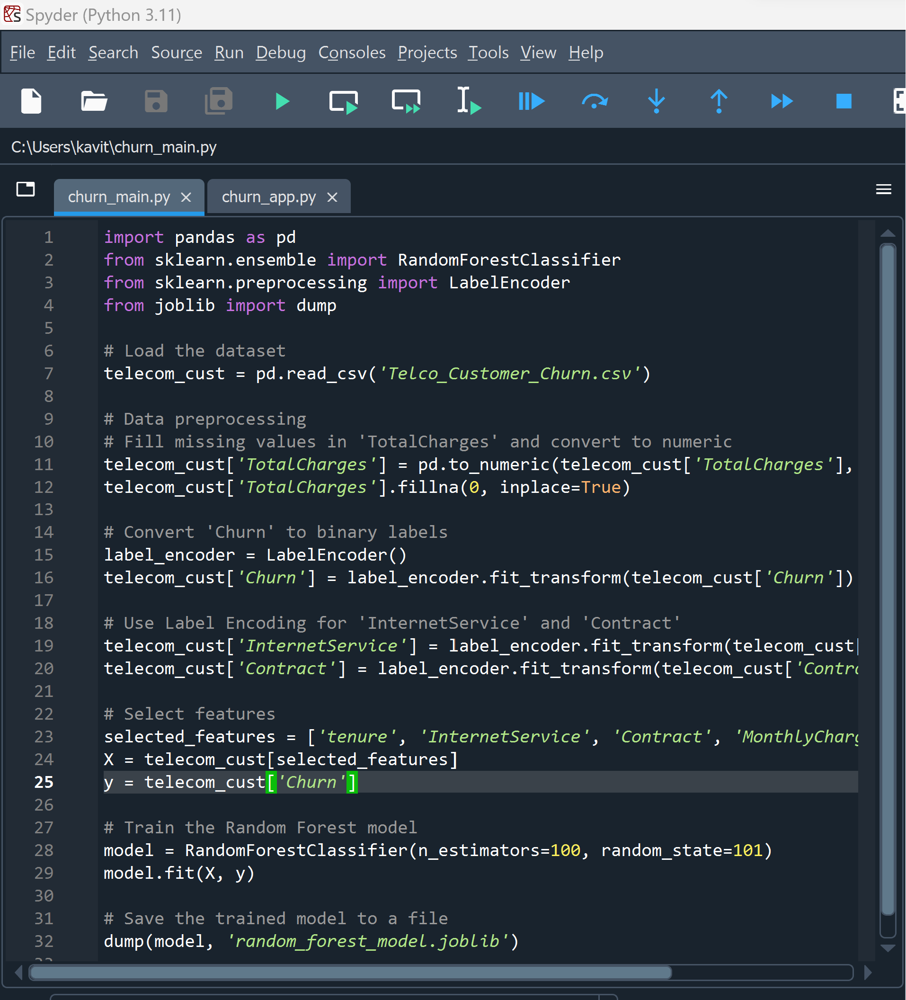 Spyder (Python 3.11)
File Edit Search Source Run Debug Consoles Projects Tools View Help
C:\Users\kavit\churn_main.py
churn_main.py churn_app.py
1 import pandas as pd
2 from sklearn.ensemble import RandomForestClassifier
3 from sklearn.preprocessing import LabelEncoder
4 from joblib import dump
5
6 # Load the dataset
7 telecom_cust = pd.read_csv('Telco_Customer_Churn.csv')
8
9 # Data preprocessing
10 # Fill missing values in 'TotalCharges' and convert to numeric
11 telecom_cust['TotalCharges'] = pd.to_numeric(telecom_cust['TotalCharges'],
12 telecom_cust['TotalCharges'].fillna(0, inplace=True)
13
14 # Convert 'Churn' to binary labels
15 label_encoder = LabelEncoder()
16 telecom_cust['Churn'] = label_encoder.fit_transform(telecom_cust['Churn'])
17
18 # Use Label Encoding for 'InternetService' and 'Contract'
19 telecom_cust['InternetService'] = label_encoder.fit_transform(telecom_cust[
20 telecom_cust['Contract'] = label_encoder.fit_transform(telecom_cust['Contr
21
22 # Select features
23 selected_features = ['tenure', 'InternetService', 'Contract', 'MonthlyChar
24 X = telecom_cust[selected_features]
25 y = telecom_cust['Churn']
26
27 # Train the Random Forest model
28 model = RandomForestClassifier(n_estimators=100, random_state=101)
29 model.fit(X, y)
30
31 # Save the trained model to a file
32 dump(model, 'random_forest_model.joblib')